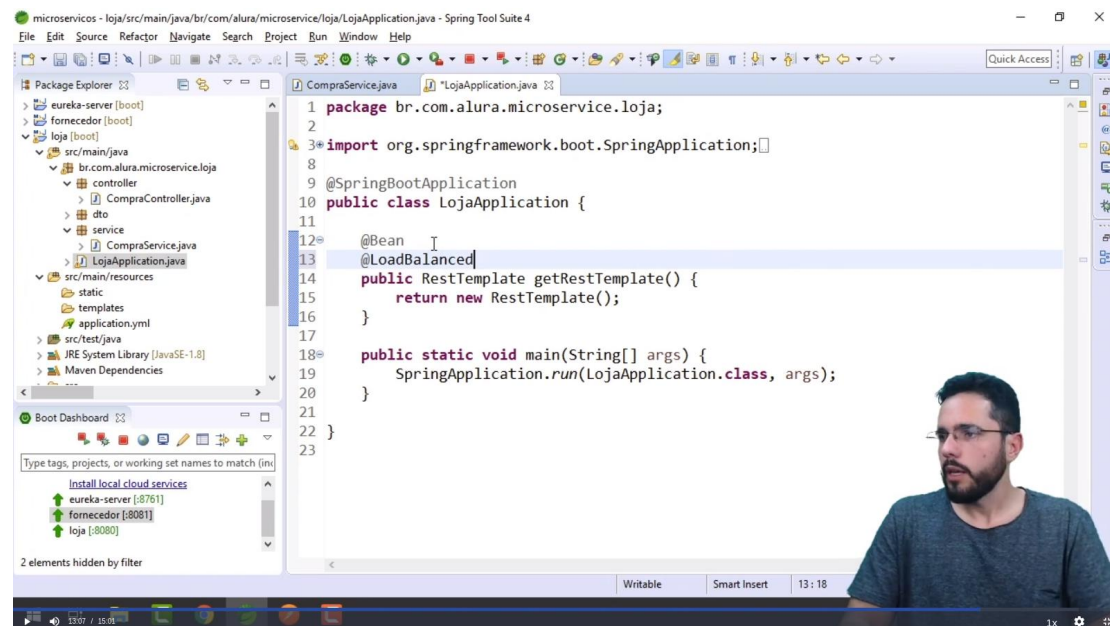 microservicos - loja/src/main/java/br/com/alura/microservice/loja/LojaApplication.java - Spring Tool Suite 4
File Edit Source Refactor Navigate Search Project Run Window Help
Quick Access
Package Explorer
eureka-server [boot]
fornecedor [boot]
loja [boot]
src/main/java
br.com.alura.microservice.loja
controller
CompraController.java
dto
service
CompraService.java
LojaApplication.java
src/main/resources
static
templates
application.yml
src/test/java
JRE System Library [JavaSE-1.8]
Maven Dependencies
Boot Dashboard
Type tags, projects, or working set names to match (inc
Install local cloud services
eureka-server [:8761]
fornecedor [:8081]
loja [:8080]
2 elements hidden by filter
CompraService.java *LojaApplication.java
1 package br.com.alura.microservice.loja;
2
3 import org.springframework.boot.SpringApplication;
8
9 @SpringBootApplication
10 public class LojaApplication {
11
12 @Bean
13 @LoadBalanced
14 public RestTemplate getRestTemplate() {
15 return new RestTemplate();
16 }
17
18 public static void main(String[] args) {
19 SpringApplication.run(LojaApplication.class, args);
20 }
21
22 }
23
Writable Smart Insert 13 : 18
13:07 / 15:01 1x